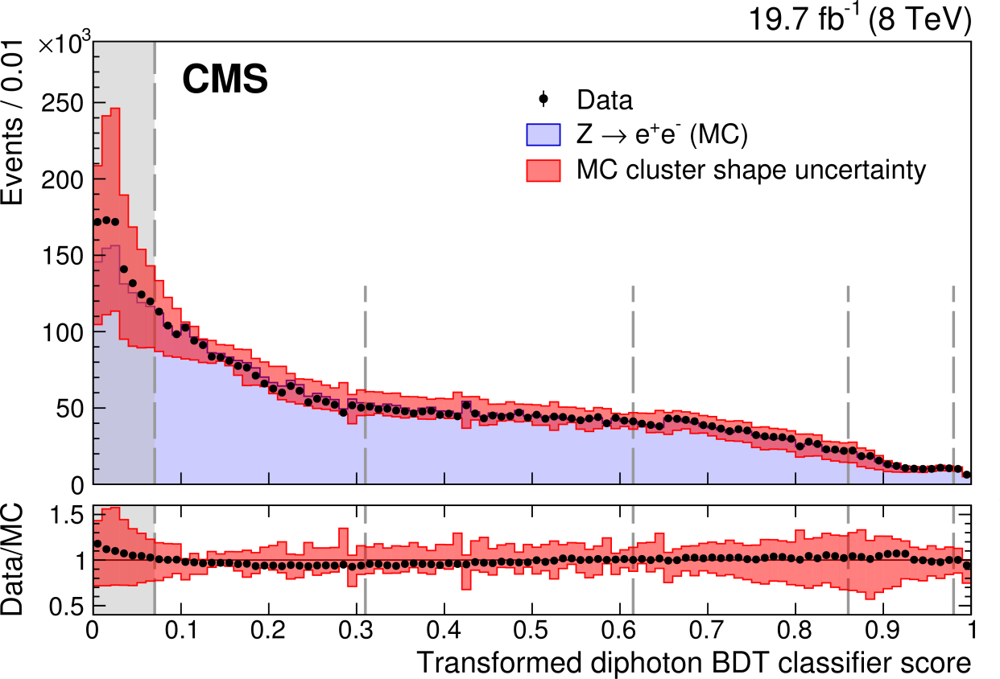 19.7 fb⁻¹ (8 TeV)
×10³
Events / 0.01
CMS
Data
Z → e⁺e⁻ (MC)
MC cluster shape uncertainty
250
200
150
100
50
0
Data/MC
1.5
1
0.5
0 0.1 0.2 0.3 0.4 0.5 0.6 0.7 0.8 0.9 1
Transformed diphoton BDT classifier score